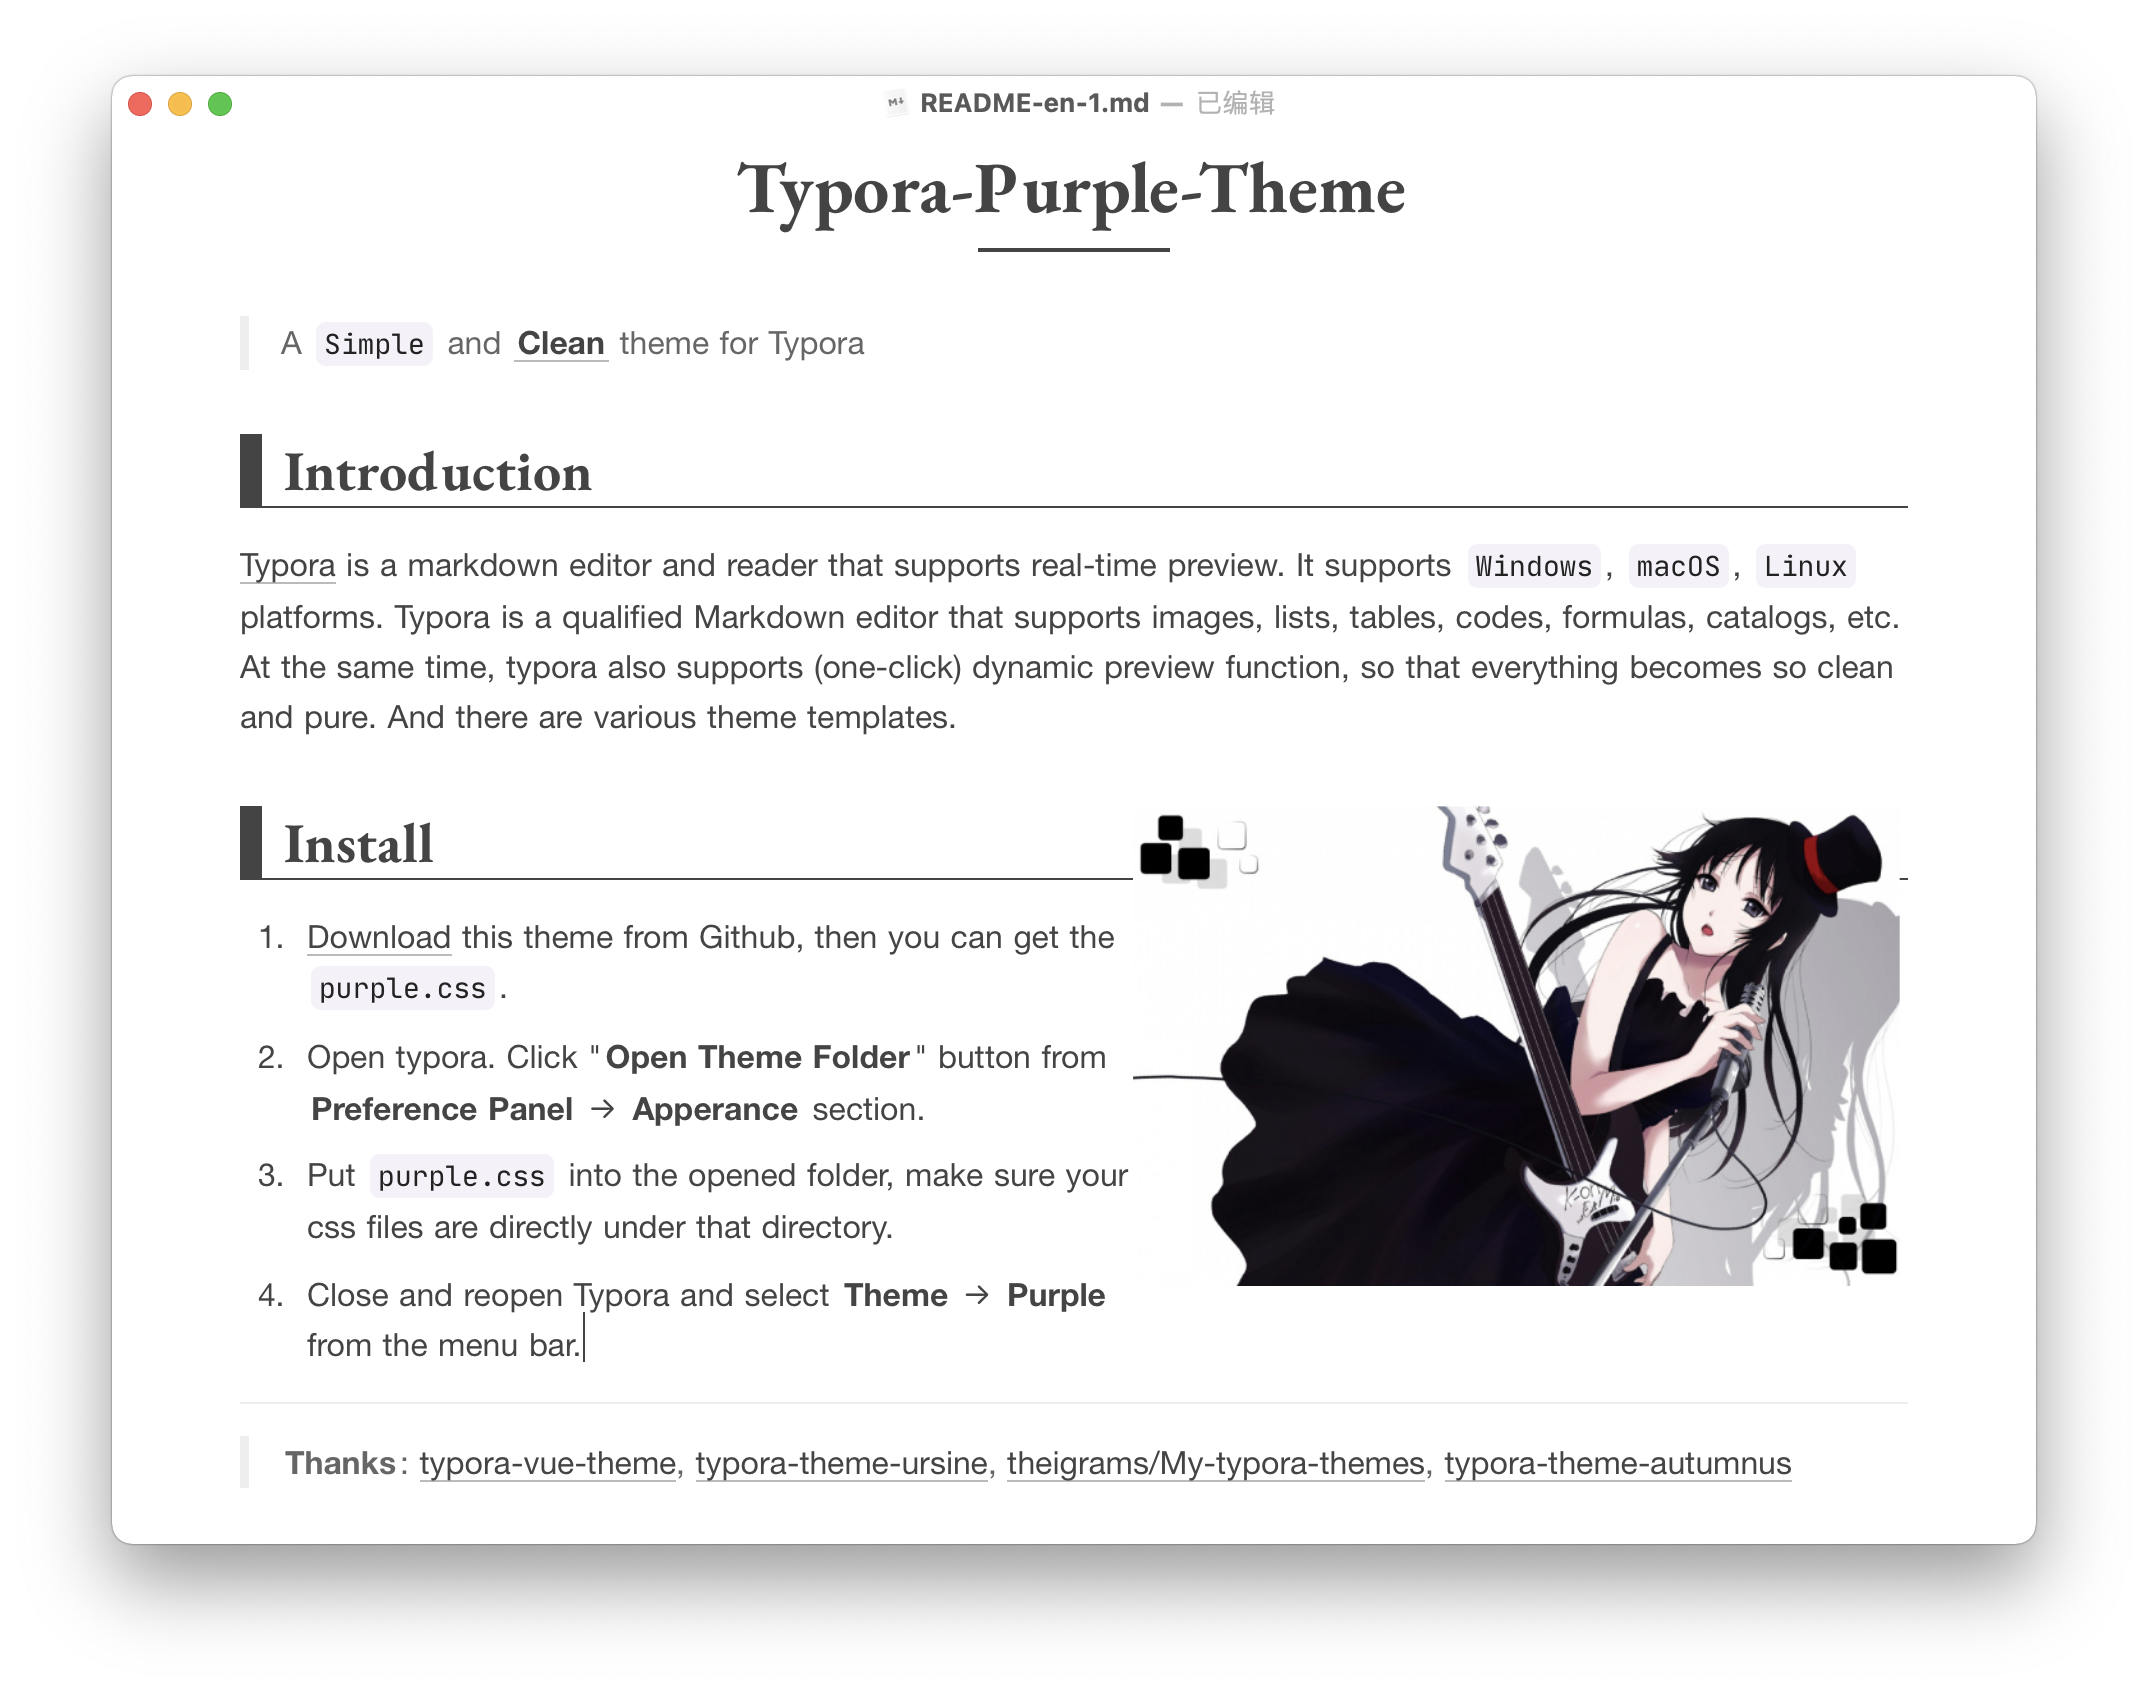 README-en-1.md — 已编辑
Typora-Purple-Theme
A Simple and Clean theme for Typora
Introduction
Typora is a markdown editor and reader that supports real-time preview. It supports Windows, macOS, Linux
platforms. Typora is a qualified Markdown editor that supports images, lists, tables, codes, formulas, catalogs, etc.
At the same time, typora also supports (one-click) dynamic preview function, so that everything becomes so clean
and pure. And there are various theme templates.
Install
1. Download this theme from Github, then you can get the
purple.css.
2. Open typora. Click "Open Theme Folder" button from
Preference Panel → Apperance section.
3. Put purple.css into the opened folder, make sure your
css files are directly under that directory.
4. Close and reopen Typora and select Theme → Purple
from the menu bar.
Thanks: typora-vue-theme, typora-theme-ursine, theigrams/My-typora-themes, typora-theme-autumnus